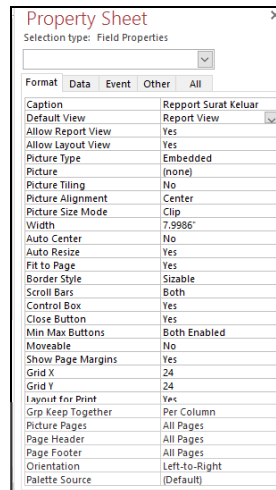 Property Sheet
Selection type: Field Properties
Format Data Event Other All
Caption Repport Surat Keluar
Default View Report View
Allow Report View Yes
Allow Layout View Yes
Picture Type Embedded
Picture (none)
Picture Tiling No
Picture Alignment Center
Picture Size Mode Clip
Width 7.9986"
Auto Center No
Auto Resize Yes
Fit to Page Yes
Border Style Sizable
Scroll Bars Both
Control Box Yes
Close Button Yes
Min Max Buttons Both Enabled
Moveable No
Show Page Margins Yes
Grid X 24
Grid Y 24
Layout for Print Yes
Grp Keep Together Per Column
Picture Pages All Pages
Page Header All Pages
Page Footer All Pages
Orientation Left-to-Right
Palette Source (Default)